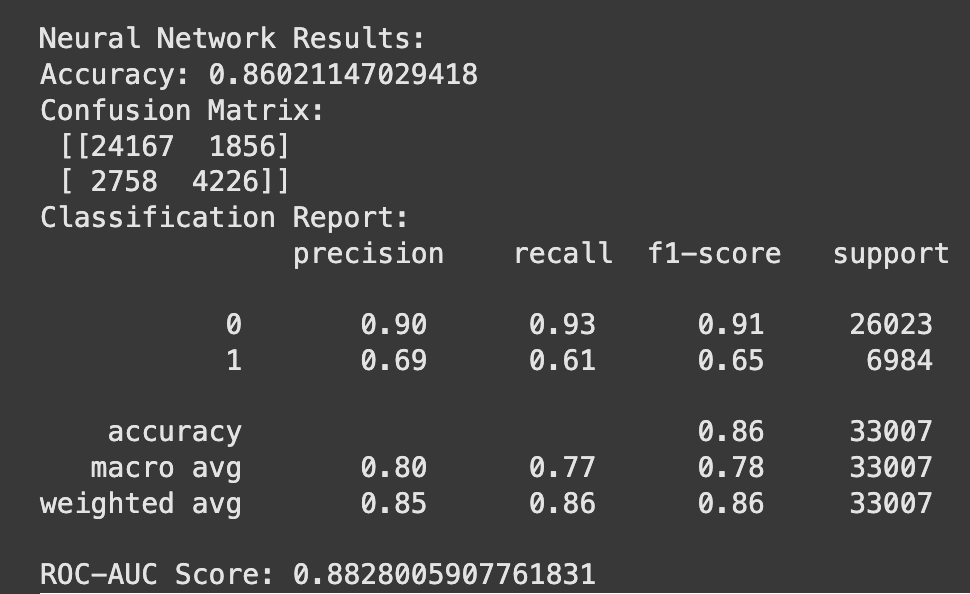 Neural Network Results:
Accuracy: 0.86021147029418
Confusion Matrix:
[[24167 1856]
[ 2758 4226]]
Classification Report:
precision recall f1-score support
0 0.90 0.93 0.91 26023
1 0.69 0.61 0.65 6984
accuracy 0.86 33007
macro avg 0.80 0.77 0.78 33007
weighted avg 0.85 0.86 0.86 33007
ROC-AUC Score: 0.8828005907761831